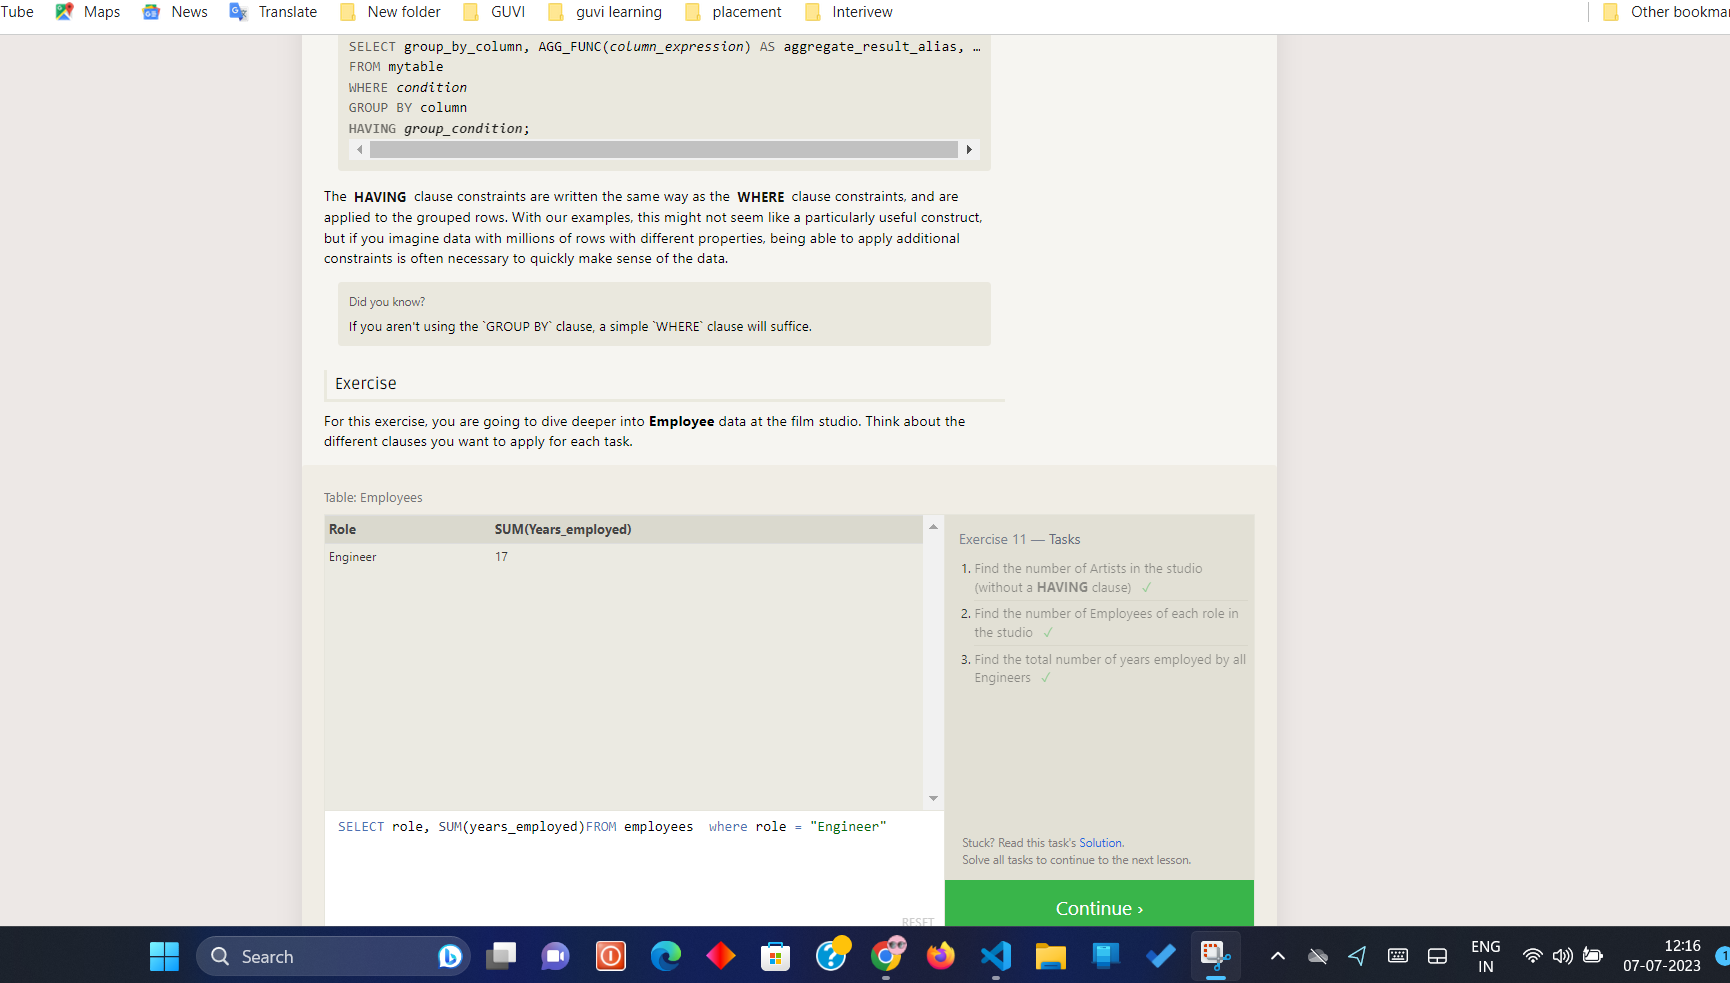 Tube Maps News Translate New folder GUVI guvi learning placement Interivew Other bookmar
SELECT group_by_column, AGG_FUNC(column_expression) AS aggregate_result_alias, …
FROM mytable
WHERE condition
GROUP BY column
HAVING group_condition;
The HAVING clause constraints are written the same way as the WHERE clause constraints, and are
applied to the grouped rows. With our examples, this might not seem like a particularly useful construct,
but if you imagine data with millions of rows with different properties, being able to apply additional
constraints is often necessary to quickly make sense of the data.
Did you know?
If you aren't using the `GROUP BY` clause, a simple `WHERE` clause will suffice.
Exercise
For this exercise, you are going to dive deeper into Employee data at the film studio. Think about the
different clauses you want to apply for each task.
Table: Employees
Role SUM(Years_employed)
Engineer 17
SELECT role, SUM(years_employed)FROM employees  where role = "Engineer"
RESET
Exercise 11 — Tasks
1. Find the number of Artists in the studio
(without a HAVING clause) ✓
2. Find the number of Employees of each role in
the studio ✓
3. Find the total number of years employed by all
Engineers ✓
Stuck? Read this task's Solution.
Solve all tasks to continue to the next lesson.
Continue ›
Search
ENG
IN
12:16
07-07-2023
1